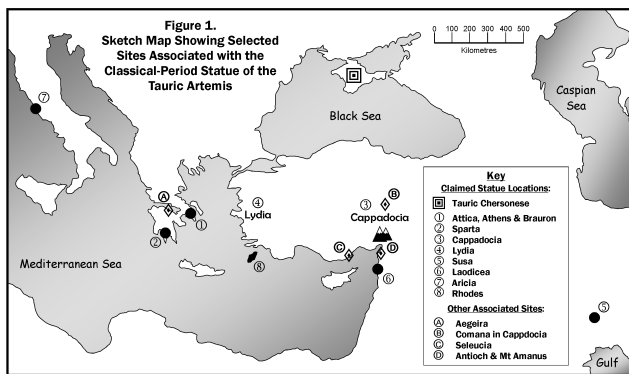 Figure 1.
Sketch Map Showing Selected
Sites Associated with the
Classical-Period Statue of the
Tauric Artemis
0 100 200 300 400 500
Kilometres
Caspian
Sea
Black Sea
⑦
Ⓐ
④
Lydia
③
Ⓑ
Cappadocia
①
②
Ⓒ
Ⓓ
Mediterranean Sea
⑧
⑥
⑤
Gulf
Key
Claimed Statue Locations:
Tauric Chersonese
① Attica, Athens & Brauron
② Sparta
③ Cappadocia
④ Lydia
⑤ Susa
⑥ Laodicea
⑦ Aricia
⑧ Rhodes
Other Associated Sites:
Ⓐ Aegeira
Ⓑ Comana in Cappdocia
Ⓒ Seleucia
Ⓓ Antioch & Mt Amanus